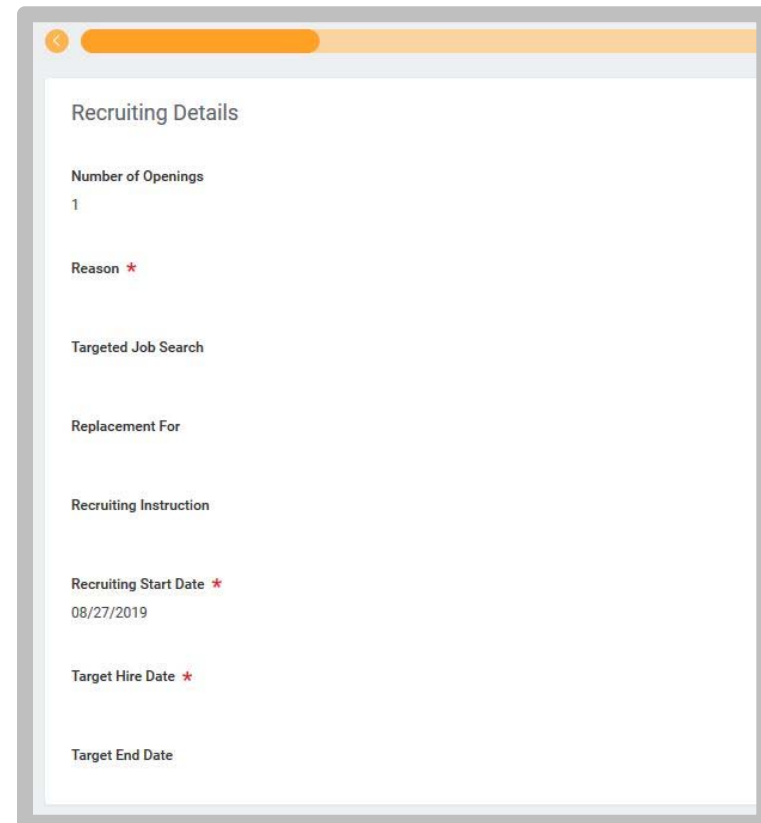 Recruiting Details
Number of Openings
1
Reason *
Targeted Job Search
Replacement For
Recruiting Instruction
Recruiting Start Date *
08/27/2019
Target Hire Date *
Target End Date